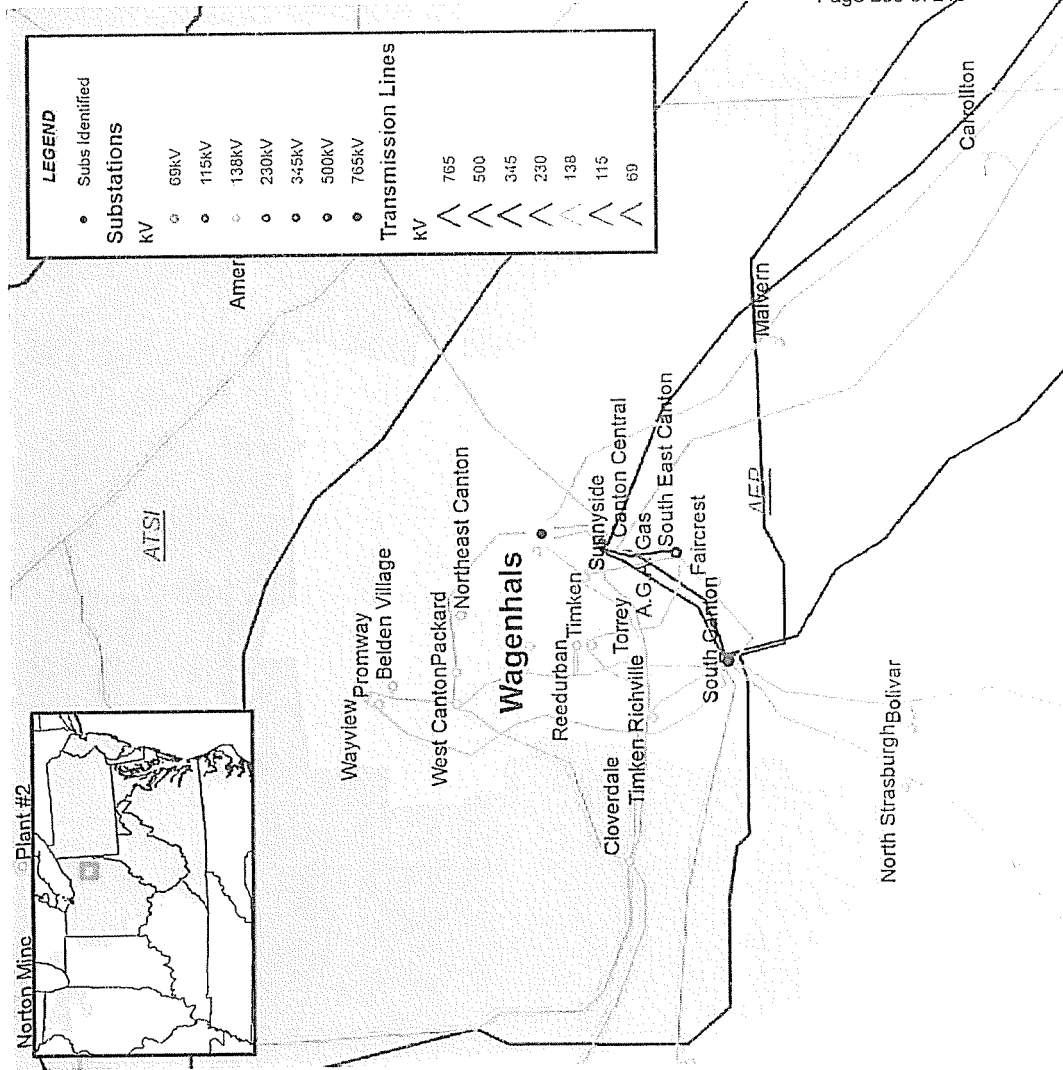 LEGEND
Subs Identified
Substations
KV
69kV
115kV
138kV
230kV
345kV
500kV
765kV
Transmission Lines
KV
765
500
345
230
138
115
69
Norton Mine
Plant #2
ATSI
Amer
Wayview
Promway
Belden Village
West Canton
Packard
Northeast Canton
Wagenhals
Reedurban
Timken
Sunnyside
Canton Central
Cloverdale
Timken Richville
Torrey
A.G.A. Gas
South East Canton
Faircrest
South Canton
AEP
Malvern
Carrollton
North Strasburgh
Bolivar